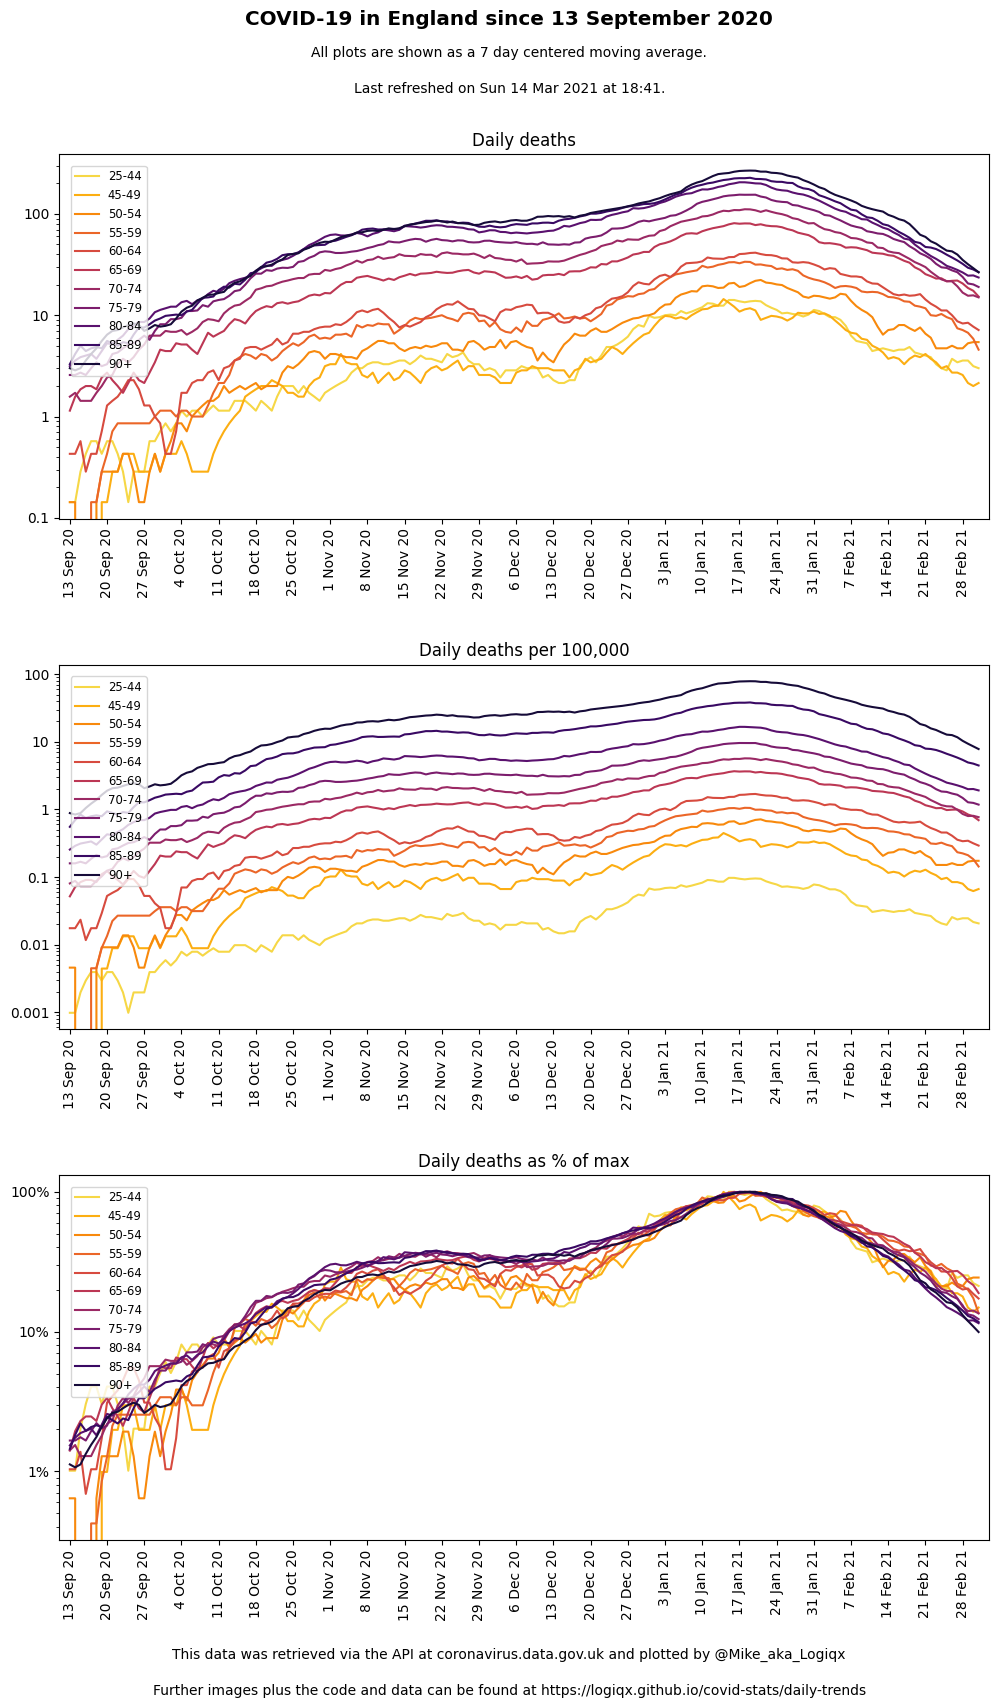 COVID-19 in England since 13 September 2020
All plots are shown as a 7 day centered moving average.
Last refreshed on Sun 14 Mar 2021 at 18:41.
Daily deaths
25-44
45-49
50-54
55-59
60-64
65-69
70-74
75-79
80-84
85-89
90+
100
10
1
0.1
13 Sep 20
20 Sep 20
27 Sep 20
4 Oct 20
11 Oct 20
18 Oct 20
25 Oct 20
1 Nov 20
8 Nov 20
15 Nov 20
22 Nov 20
29 Nov 20
6 Dec 20
13 Dec 20
20 Dec 20
27 Dec 20
3 Jan 21
10 Jan 21
17 Jan 21
24 Jan 21
31 Jan 21
7 Feb 21
14 Feb 21
21 Feb 21
28 Feb 21
Daily deaths per 100,000
25-44
45-49
50-54
55-59
60-64
65-69
70-74
75-79
80-84
85-89
90+
100
10
1
0.1
0.01
0.001
13 Sep 20
20 Sep 20
27 Sep 20
4 Oct 20
11 Oct 20
18 Oct 20
25 Oct 20
1 Nov 20
8 Nov 20
15 Nov 20
22 Nov 20
29 Nov 20
6 Dec 20
13 Dec 20
20 Dec 20
27 Dec 20
3 Jan 21
10 Jan 21
17 Jan 21
24 Jan 21
31 Jan 21
7 Feb 21
14 Feb 21
21 Feb 21
28 Feb 21
Daily deaths as % of max
25-44
45-49
50-54
55-59
60-64
65-69
70-74
75-79
80-84
85-89
90+
100%
10%
1%
13 Sep 20
20 Sep 20
27 Sep 20
4 Oct 20
11 Oct 20
18 Oct 20
25 Oct 20
1 Nov 20
8 Nov 20
15 Nov 20
22 Nov 20
29 Nov 20
6 Dec 20
13 Dec 20
20 Dec 20
27 Dec 20
3 Jan 21
10 Jan 21
17 Jan 21
24 Jan 21
31 Jan 21
7 Feb 21
14 Feb 21
21 Feb 21
28 Feb 21
This data was retrieved via the API at coronavirus.data.gov.uk and plotted by @Mike_aka_Logiqx
Further images plus the code and data can be found at https://logiqx.github.io/covid-stats/daily-trends